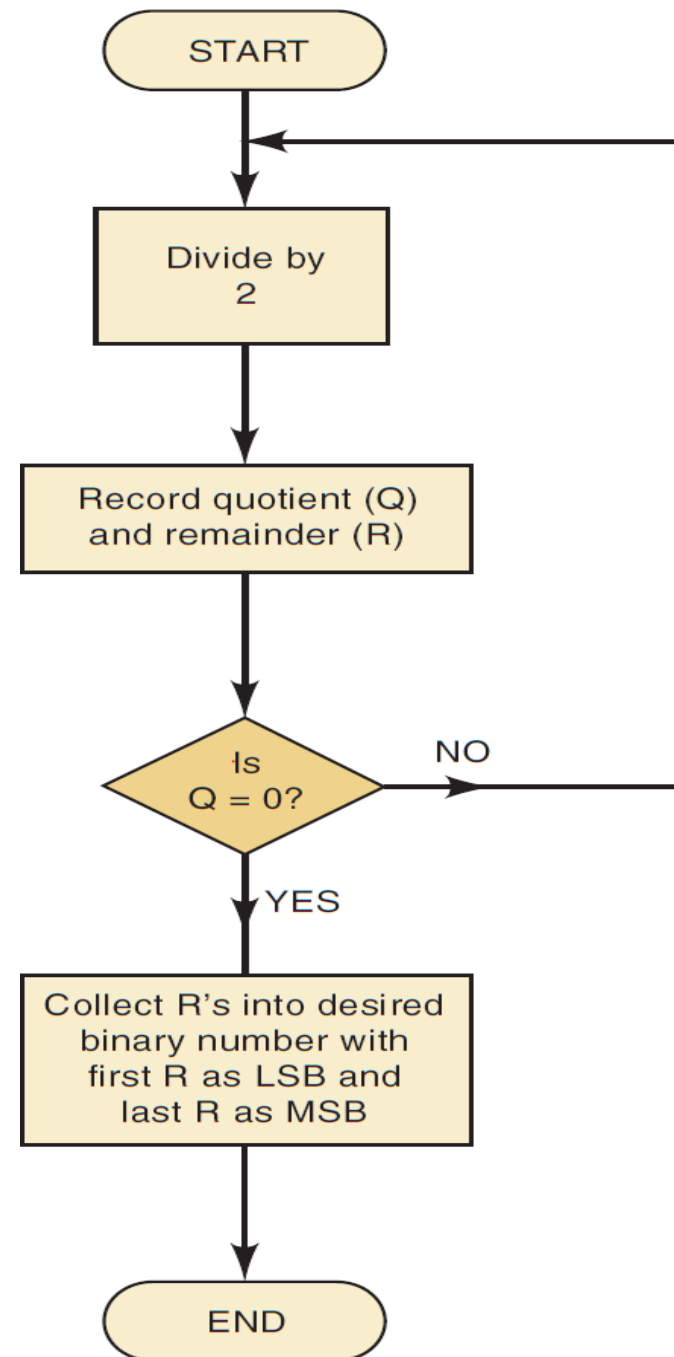 START
Divide by
2
Record quotient (Q)
and remainder (R)
Is
Q = 0?
NO
YES
Collect R's into desired
binary number with
first R as LSB and
last R as MSB
END